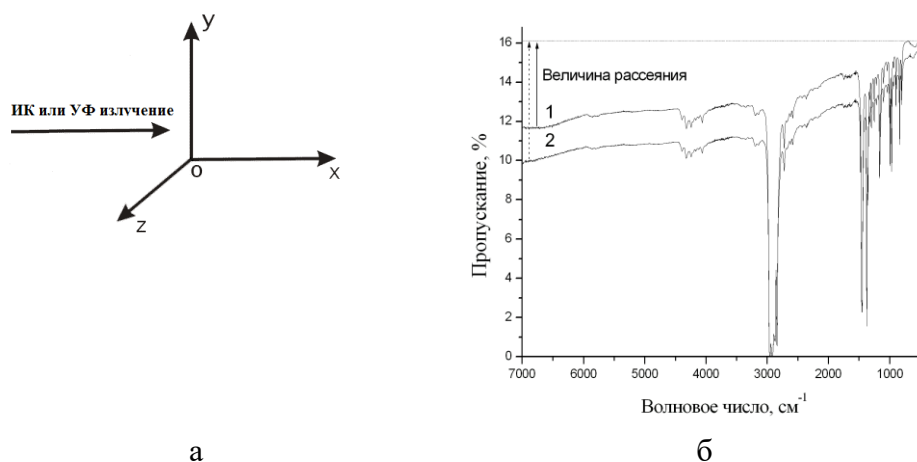 y
ИК или УФ излучение
o
x
z
а
16
14
12
10
8
6
4
2
0
Пропускание, %
Величина рассеяния
1
2
7000 6000 5000 4000 3000 2000 1000
Волновое число, см⁻¹
б